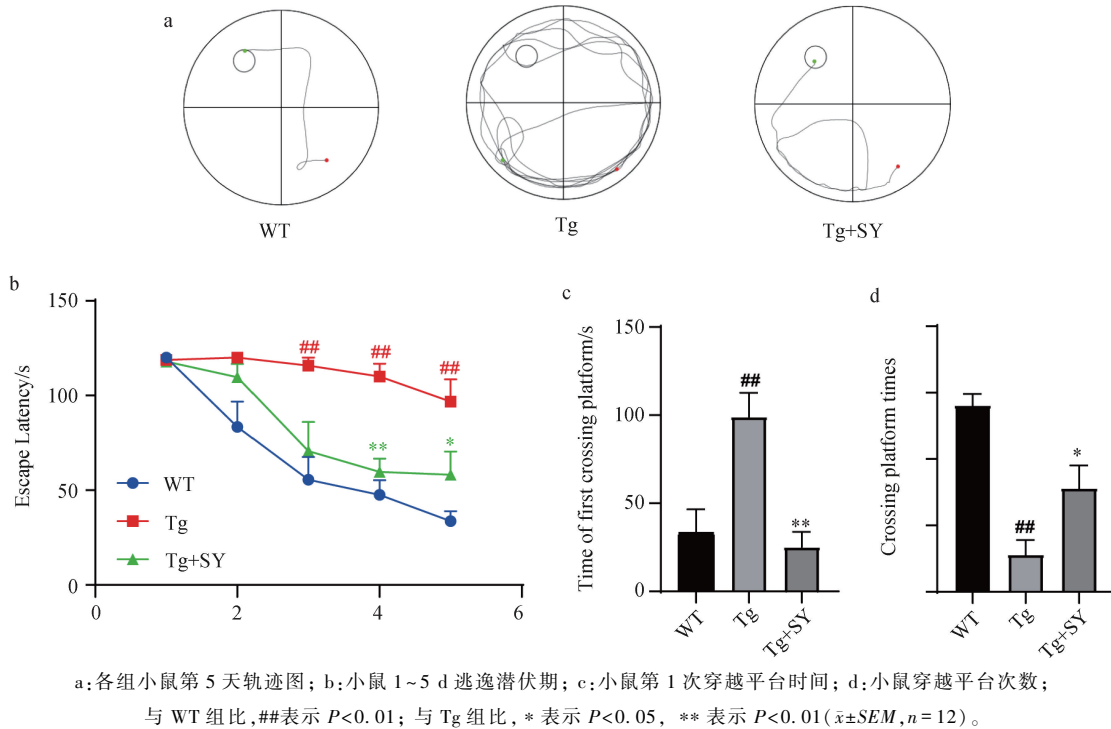 a
WT
Tg
Tg+SY
b
150
100
50
0
Escape Latency/s
##
##
##
**
*
WT
Tg
Tg+SY
0
2
4
6
c
150
100
50
0
Time of first crossing platform/s
##
**
WT
Tg
Tg+SY
d
Crossing platform times
##
*
WT
Tg
Tg+SY
a:各组小鼠第 5 天轨迹图; b:小鼠 1~5 d 逃逸潜伏期; c:小鼠第 1 次穿越平台时间; d:小鼠穿越平台次数;
与 WT 组比,##表示 P<0.01; 与 Tg 组比, * 表示 P<0.05, ** 表示 P<0.01(x̄±SEM,n=12)。